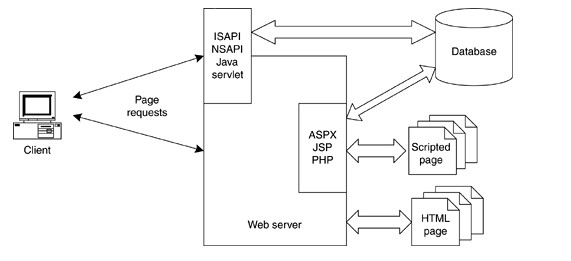 ISAPI
NSAPI
Java
servlet
Database
Page
requests
Client
ASPX
JSP
PHP
Scripted
page
Web server
HTML
page